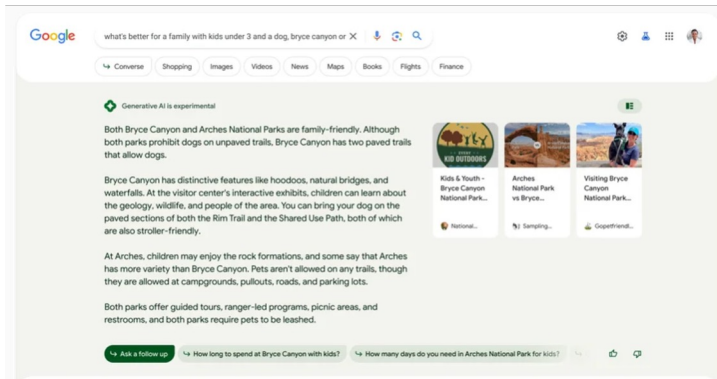 Google
what's better for a family with kids under 3 and a dog, bryce canyon or
Converse
Shopping
Images
Videos
News
Maps
Books
Flights
Finance
Generative AI is experimental
Both Bryce Canyon and Arches National Parks are family-friendly. Although
both parks prohibit dogs on unpaved trails, Bryce Canyon has two paved trails
that allow dogs.
Bryce Canyon has distinctive features like hoodoos, natural bridges, and
waterfalls. At the visitor center's interactive exhibits, children can learn about
the geology, wildlife, and people of the area. You can bring your dog on the
paved sections of both the Rim Trail and the Shared Use Path, both of which
are also stroller-friendly.
At Arches, children may enjoy the rock formations, and some say that Arches
has more variety than Bryce Canyon. Pets aren't allowed on any trails, though
they are allowed at campgrounds, pullouts, roads, and parking lots.
Both parks offer guided tours, ranger-led programs, picnic areas, and
restrooms, and both parks require pets to be leashed.
KID OUTDOORS
Kids & Youth -
Bryce Canyon
National Park...
National...
Arches
National Park
vs Bryce...
Sampling...
Visiting Bryce
Canyon
National Park...
Gopetfriendl...
Ask a follow up
How long to spend at Bryce Canyon with kids?
How many days do you need in Arches National Park for kids?